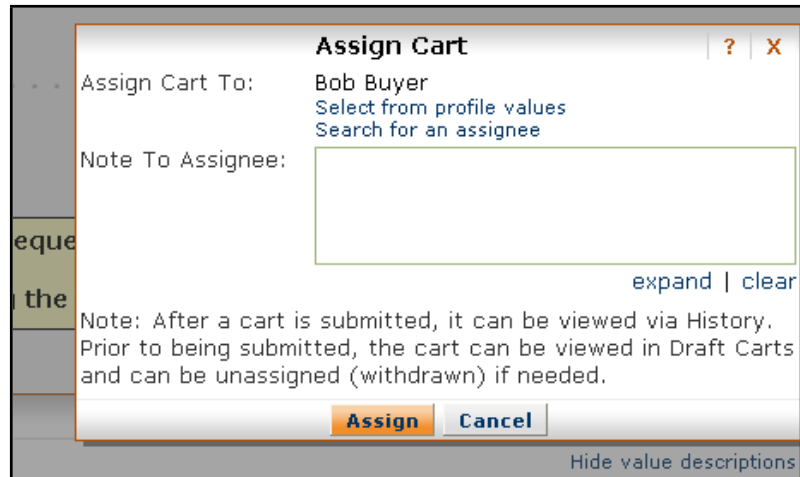 Assign Cart ? X
Assign Cart To: Bob Buyer
Select from profile values
Search for an assignee
Note To Assignee:
expand | clear
the
Note: After a cart is submitted, it can be viewed via History.
Prior to being submitted, the cart can be viewed in Draft Carts
and can be unassigned (withdrawn) if needed.
Assign Cancel
Hide value descriptions